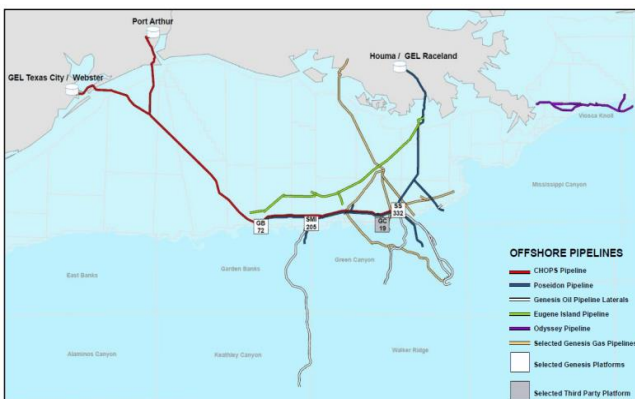 Port Arthur
Houma / GEL Raceland
GEL Texas City / Webster
Viosca Knoll
Mississippi Canyon
SS
332
GB
72
SMI
205
GC
19
Green Canyon
East Banks
Garden Banks
Alaminos Canyon
Keathley Canyon
Walker Ridge
OFFSHORE PIPELINES
CHOPS Pipeline
Poseidon Pipeline
Genesis Oil Pipeline Laterals
Eugene Island Pipeline
Odyssey Pipeline
Selected Genesis Gas Pipelines
Selected Genesis Platforms
Selected Third Party Platform